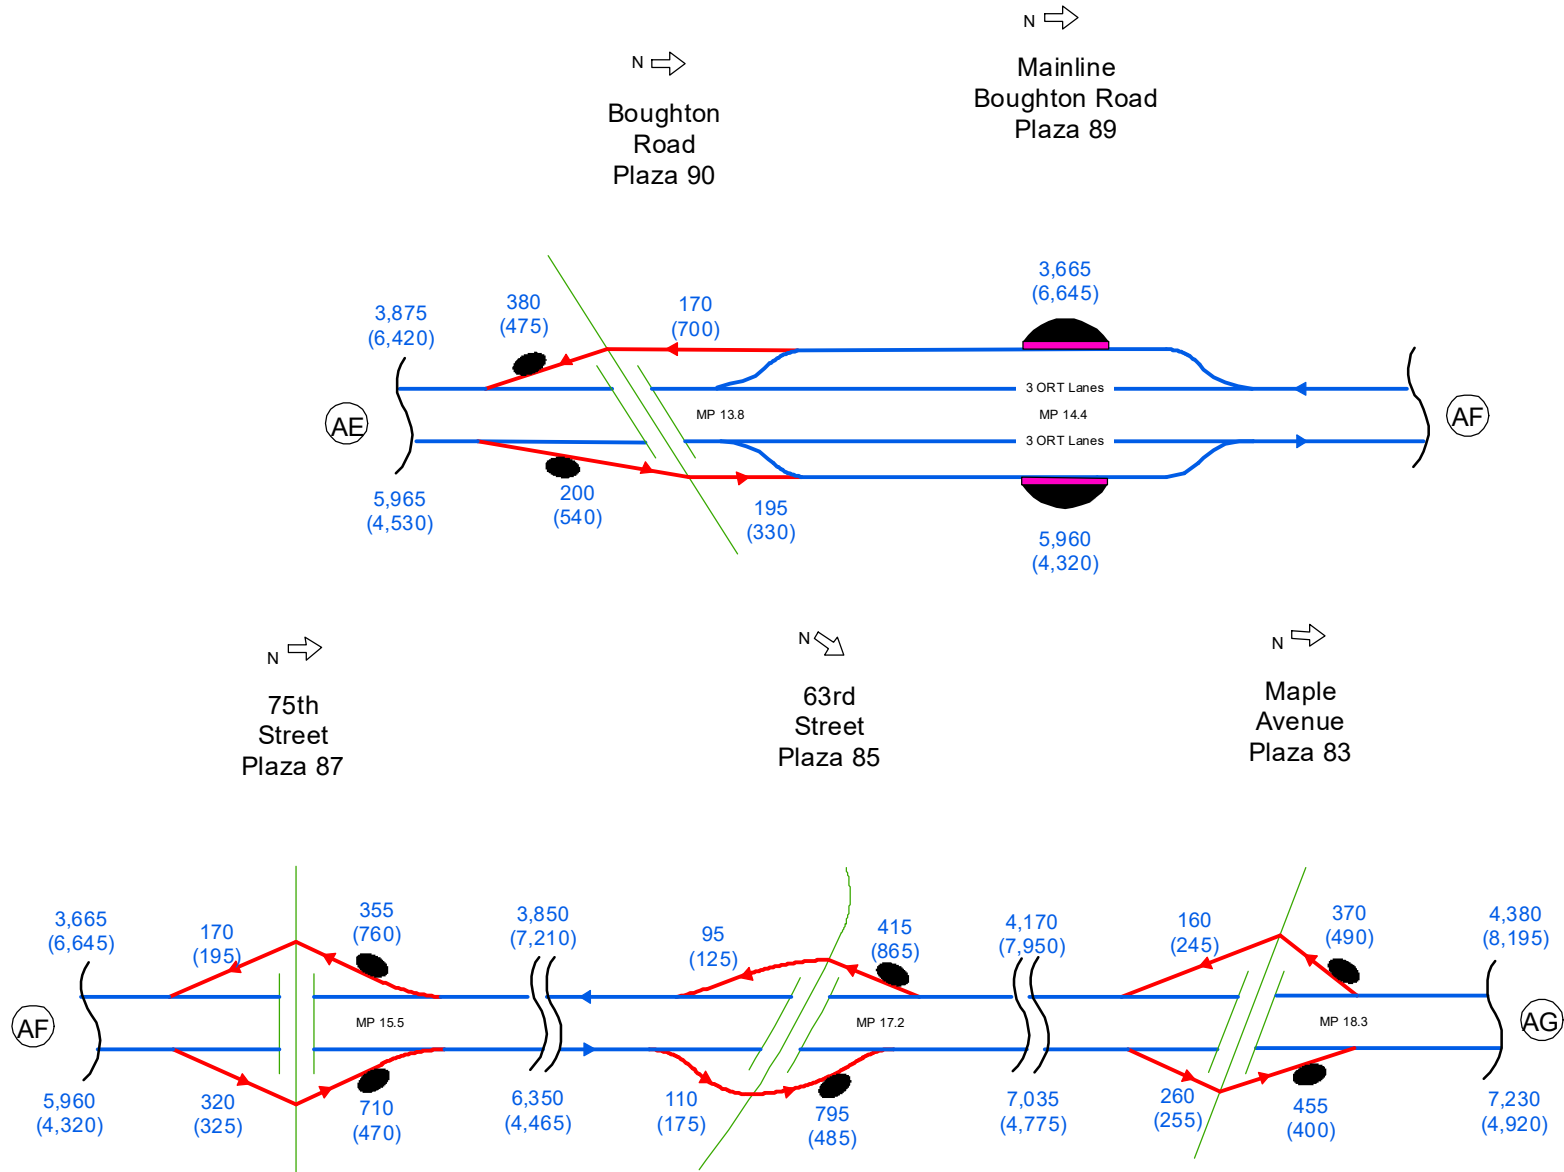 N
Mainline
Boughton Road
Plaza 89
N
Boughton
Road
Plaza 90
3,665
(6,645)
3,875
(6,420)
380
(475)
170
(700)
3 ORT Lanes
AE
MP 13.8
MP 14.4
AF
3 ORT Lanes
5,965
(4,530)
200
(540)
195
(330)
5,960
(4,320)
N
75th
Street
Plaza 87
N
63rd
Street
Plaza 85
N
Maple
Avenue
Plaza 83
3,665
(6,645)
170
(195)
355
(760)
3,850
(7,210)
95
(125)
415
(865)
4,170
(7,950)
160
(245)
370
(490)
4,380
(8,195)
AF
MP 15.5
MP 17.2
MP 18.3
AG
5,960
(4,320)
320
(325)
710
(470)
6,350
(4,465)
110
(175)
795
(485)
7,035
(4,775)
260
(255)
455
(400)
7,230
(4,920)